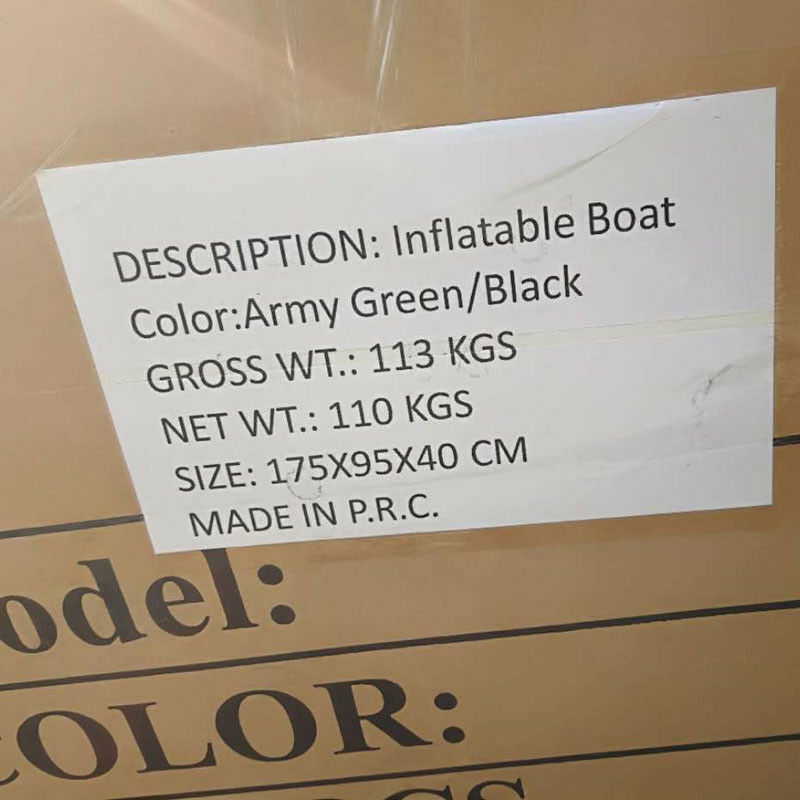 DESCRIPTION: Inflatable Boat
Color:Army Green/Black
GROSS WT.: 113 KGS
NET WT.: 110 KGS
SIZE: 175X95X40 CM
MADE IN P.R.C.
odel:
COLOR: